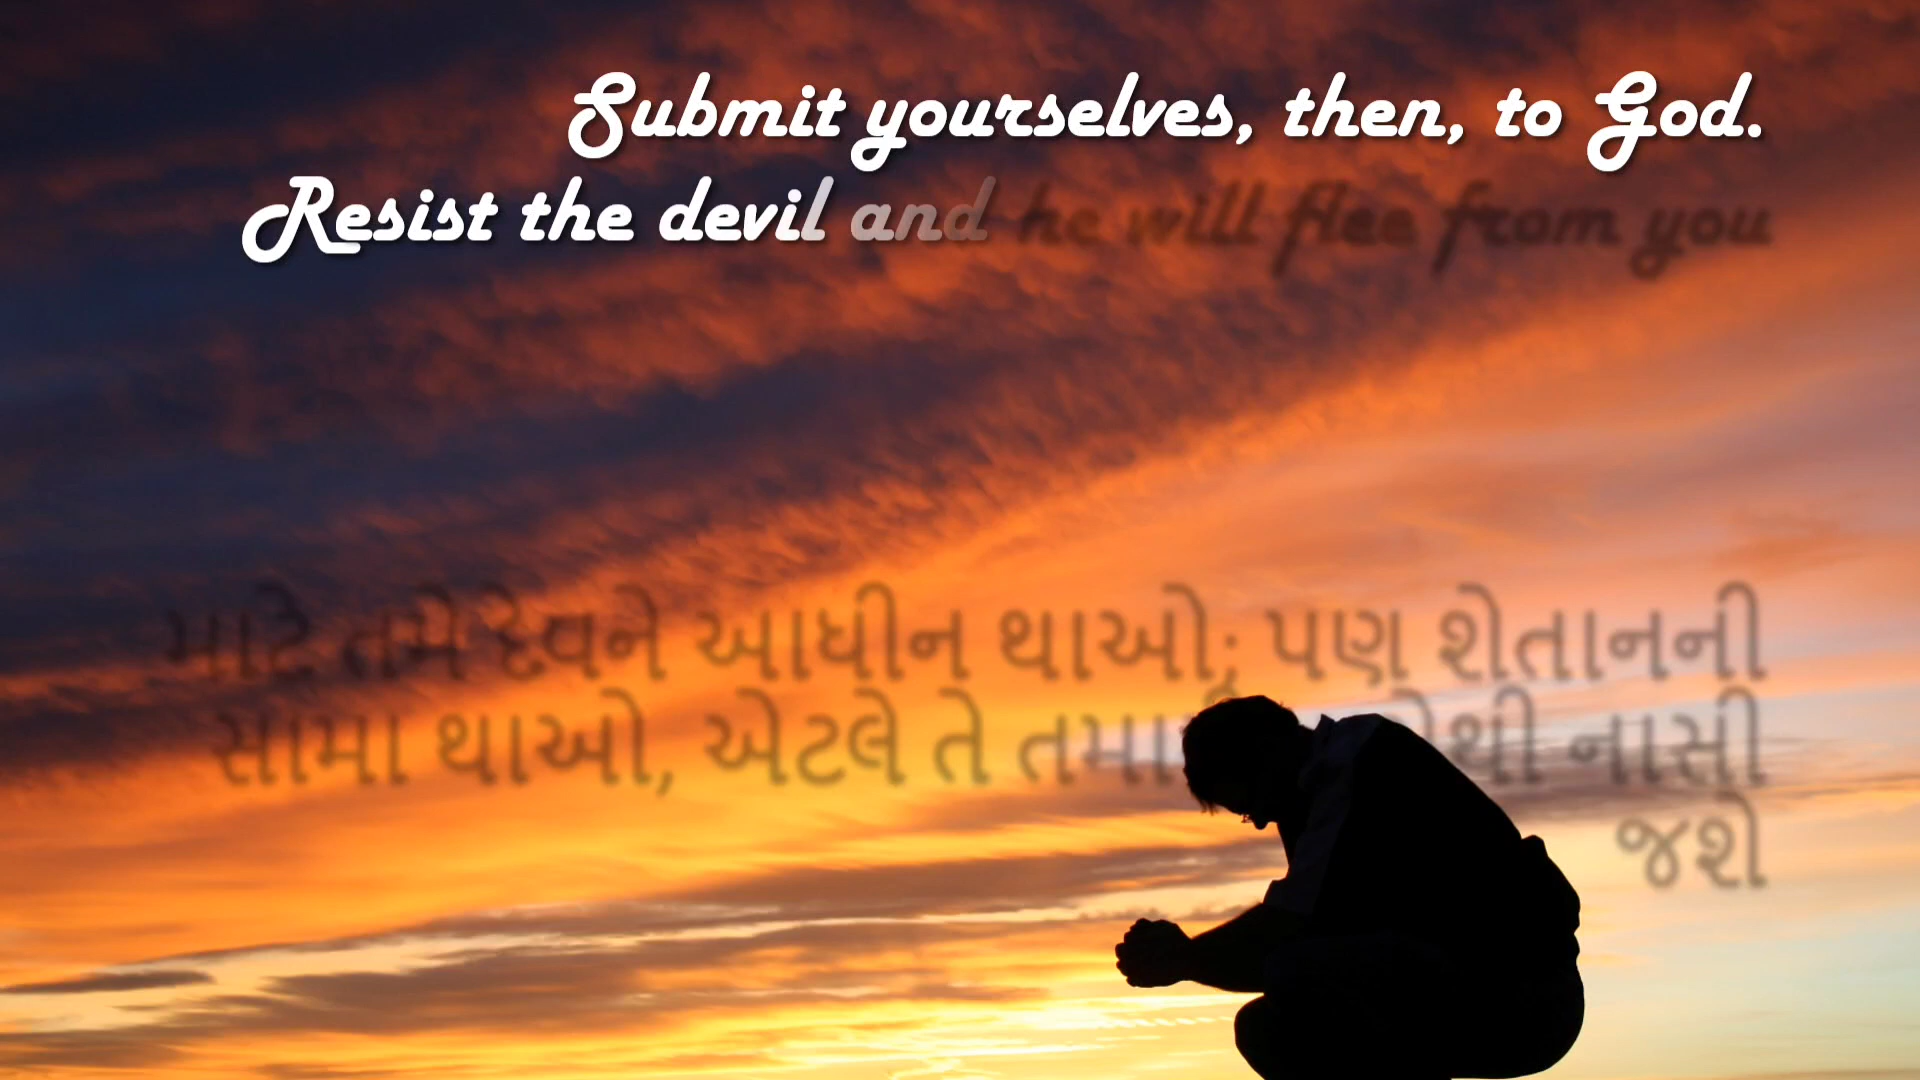 Submit yourselves, then, to God.
Resist the devil and he will flee from you
માટે તમે દેવને આધીન થાઓ; પણ શેતાનની
સામા થાઓ, એટલે તે નાસી
જશે